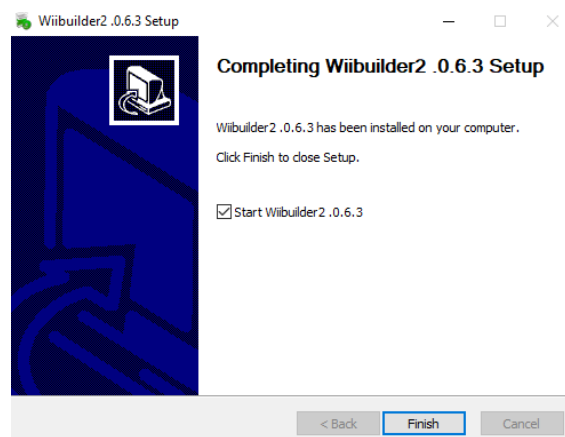 Wiibuilder2 .0.6.3 Setup
Completing Wiibuilder2 .0.6.3 Setup
Wiibuilder2 .0.6.3 has been installed on your computer.
Click Finish to close Setup.
Start Wiibuilder2 .0.6.3
< Back Finish Cancel